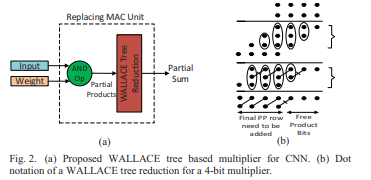 Replacing MAC Unit
Input
Weight
AND
Op
Partial
Products
WALLACE Tree
Reduction
Partial
Sum
Final PP row
need to be
added
Free
Product
Bits
(a)
(b)
Fig. 2. (a) Proposed WALLACE tree based multiplier for CNN. (b) Dot
notation of a WALLACE tree reduction for a 4-bit multiplier.